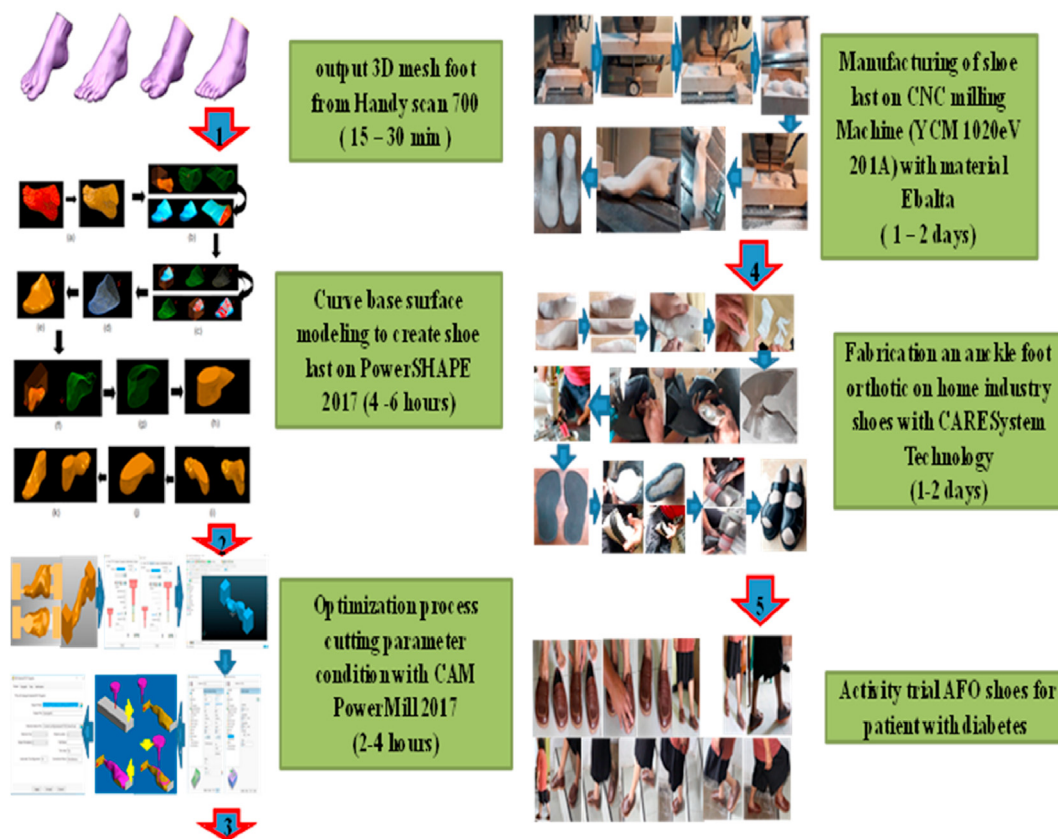 output 3D mesh foot
from Handy scan 700
( 15 – 30 min )
1
(a)
(b)
(e)
(d)
(c)
Curve base surface
modeling to create shoe
last on PowerSHAPE
2017 (4 -6 hours)
(f)
(g)
(h)
(k)
(j)
(i)
2
Optimization process
cutting parameter
condition with CAM
PowerMill 2017
(2-4 hours)
3
Manufacturing of shoe
last on CNC milling
Machine (YCM 1020eV
201A) with material
Ebalta
( 1 – 2 days)
4
Fabrication an anckle foot
orthotic on home industry
shoes with CARESystem
Technology
(1-2 days)
5
Activity trial AFO shoes for
patient with diabetes